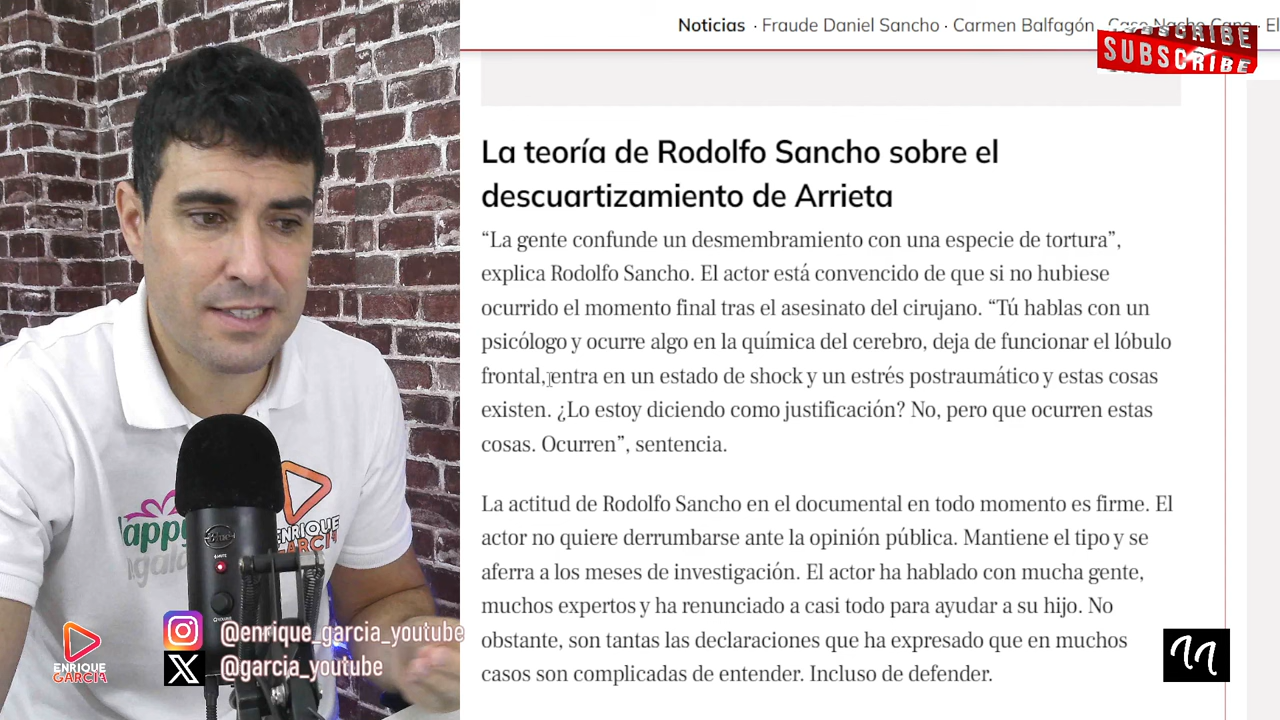 Noticias · Fraude Daniel Sancho · Carmen Balfagón · Caso Nacho Cano · El
SUBSCRIBE
SUBSCRIBE
La teoría de Rodolfo Sancho sobre el
descuartizamiento de Arrieta
“La gente confunde un desmembramiento con una especie de tortura”,
explica Rodolfo Sancho. El actor está convencido de que si no hubiese
ocurrido el momento final tras el asesinato del cirujano. “Tú hablas con un
psicólogo y ocurre algo en la química del cerebro, deja de funcionar el lóbulo
frontal, entra en un estado de shock y un estrés postraumático y estas cosas
existen. ¿Lo estoy diciendo como justificación? No, pero que ocurren estas
cosas. Ocurren”, sentencia.
La actitud de Rodolfo Sancho en el documental en todo momento es firme. El
actor no quiere derrumbarse ante la opinión pública. Mantiene el tipo y se
aferra a los meses de investigación. El actor ha hablado con mucha gente,
muchos expertos y ha renunciado a casi todo para ayudar a su hijo. No
obstante, son tantas las declaraciones que ha expresado que en muchos
casos son complicadas de entender. Incluso de defender.
happy
ENRIQUE
GARCIA
Blue
@enrique_garcia_youtube
@garcia_youtube
ENRIQUE
GARCIA